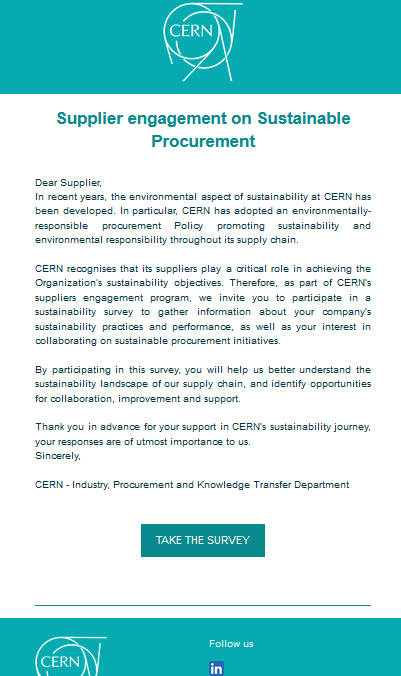 CERN
Supplier engagement on Sustainable
Procurement
Dear Supplier,
In recent years, the environmental aspect of sustainability at CERN has
been developed. In particular, CERN has adopted an environmentally-
responsible procurement Policy promoting sustainability and
environmental responsibility throughout its supply chain.
CERN recognises that its suppliers play a critical role in achieving the
Organization's sustainability objectives. Therefore, as part of CERN's
suppliers engagement program, we invite you to participate in a
sustainability survey to gather information about your company's
sustainability practices and performance, as well as your interest in
collaborating on sustainable procurement initiatives.
By participating in this survey, you will help us better understand the
sustainability landscape of our supply chain, and identify opportunities
for collaboration, improvement and support.
Thank you in advance for your support in CERN's sustainability journey,
your responses are of utmost importance to us.
Sincerely,
CERN - Industry, Procurement and Knowledge Transfer Department
TAKE THE SURVEY
Follow us
CERN
in